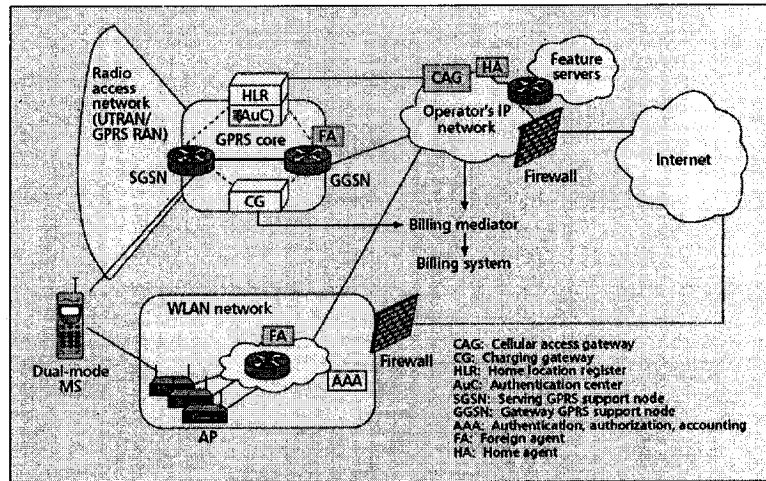 Radio
access
network
(UTRAN/
GPRS RAN)
HLR
(AuC)
GPRS core
FA
SGSN
GGSN
CG
CAG
HA
Feature
servers
Operator's IP
network
Firewall
Internet
Billing mediator
Billing system
WLAN network
FA
AAA
Firewall
Dual-mode
MS
AP
CAG: Cellular access gateway
CG: Charging gateway
HLR: Home location register
AuC: Authentication center
SGSN: Serving GPRS support node
GGSN: Gateway GPRS support node
AAA: Authentication, authorization, accounting
FA: Foreign agent
HA: Home agent